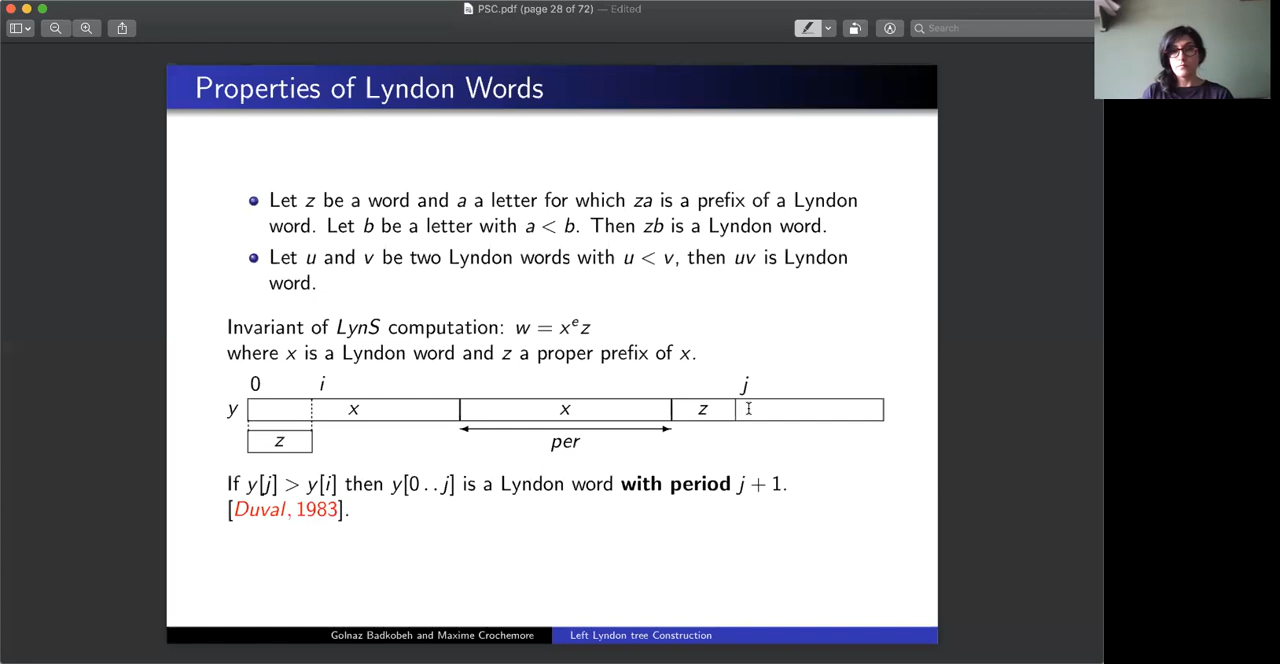 PSC.pdf (page 28 of 72) — Edited
Search
Properties of Lyndon Words
Let z be a word and a a letter for which za is a prefix of a Lyndon
word. Let b be a letter with a < b. Then zb is a Lyndon word.
Let u and v be two Lyndon words with u < v, then uv is Lyndon
word.
Invariant of LynS computation: w = xᵉz
where x is a Lyndon word and z a proper prefix of x.
0 i j
y x x z
z per
If y[j] > y[i] then y[0 . . j] is a Lyndon word with period j + 1.
[Duval, 1983].
Golnaz Badkobeh and Maxime Crochemore Left Lyndon tree Construction